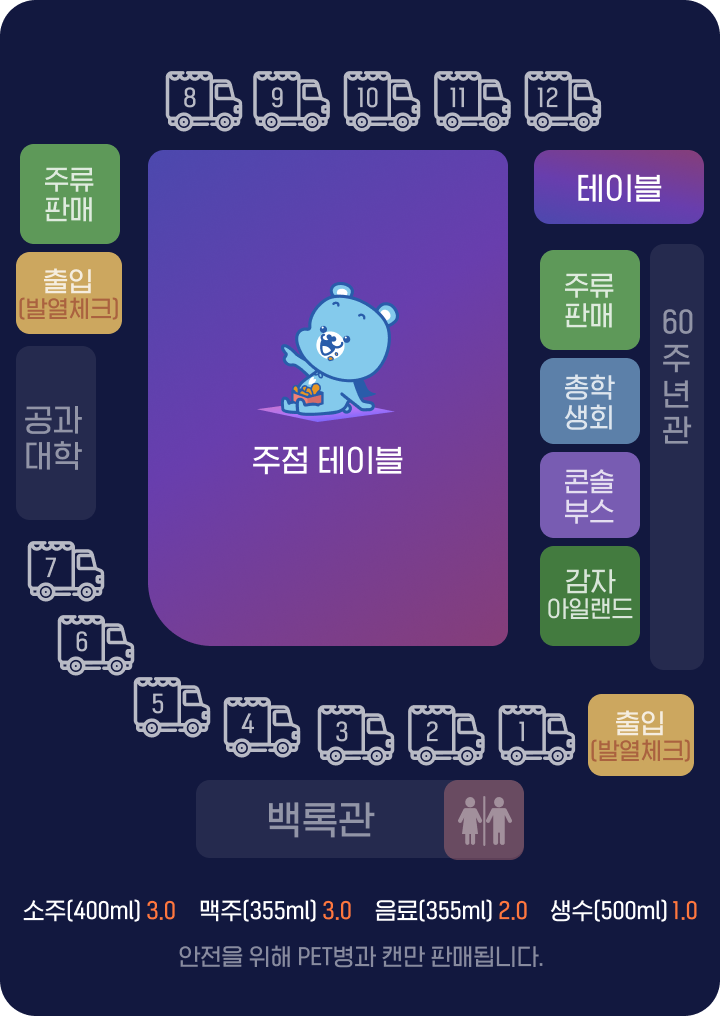 8 9 10 11 12
주류
판매
출입
(발열체크)
공과
대학
주점 테이블
테이블
주류
판매
총학
생회
콘솔
부스
감자
아일랜드
60
주
년
관
7
6
5
4
3
2
1
출입
(발열체크)
백록관
소주(400ml) 3.0 맥주(355ml) 3.0 음료(355ml) 2.0 생수(500ml) 1.0
안전을 위해 PET병과 캔만 판매됩니다.